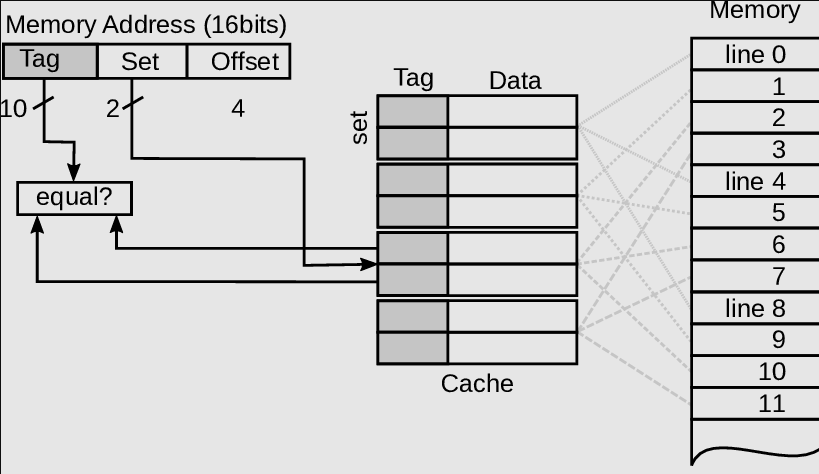 Memory Address (16bits)
Tag Set Offset
10 2 4
equal?
Tag Data
set
Cache
Memory
line 0
1
2
3
line 4
5
6
7
line 8
9
10
11